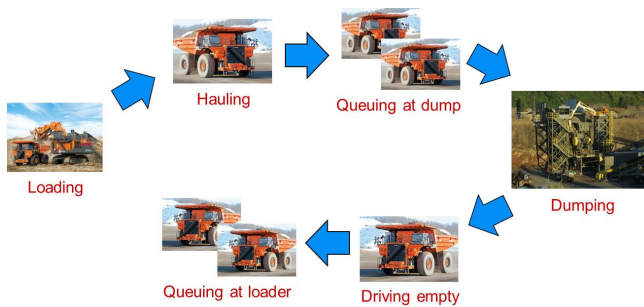 Hauling
Queuing at dump
Loading
Dumping
Queuing at loader
Driving empty